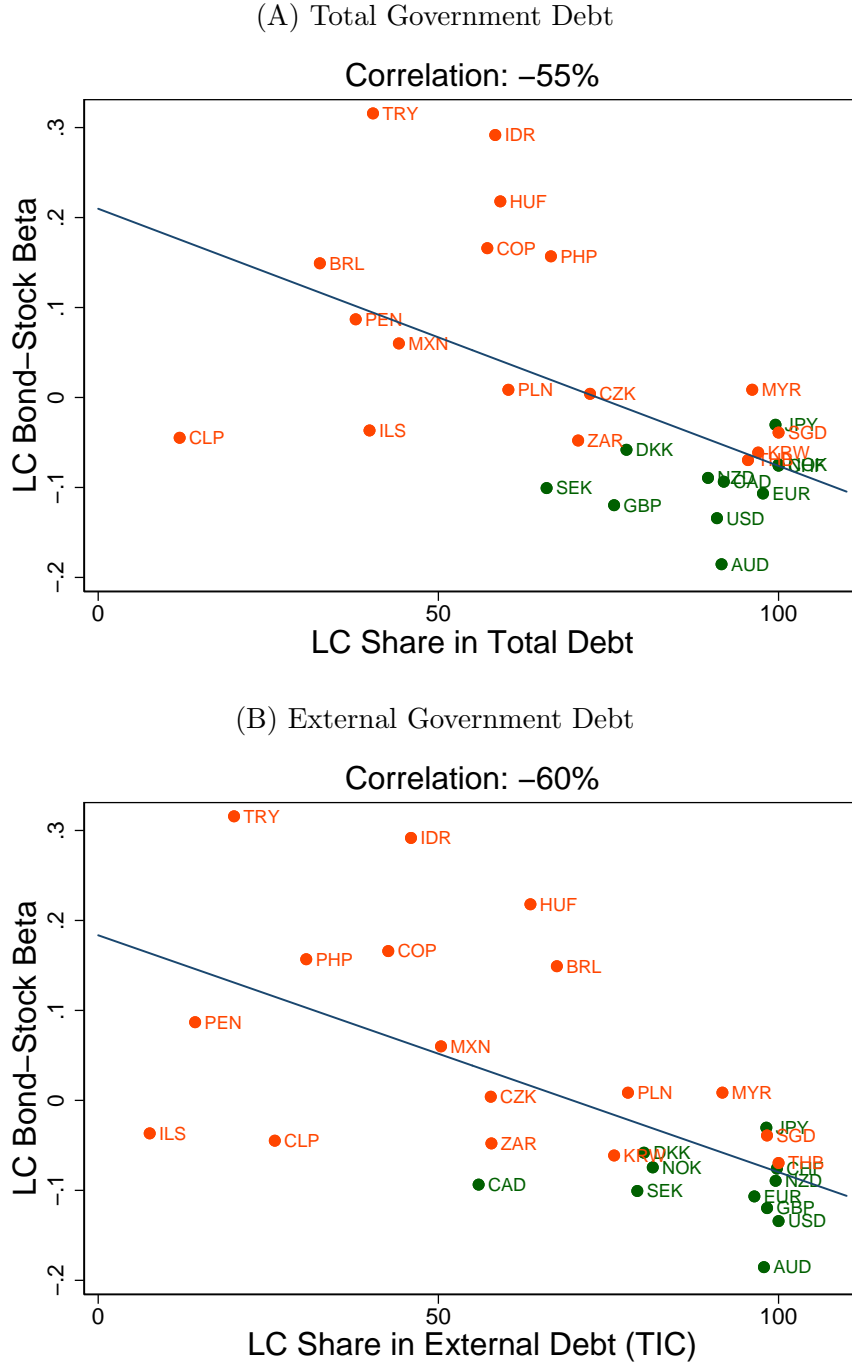 (A) Total Government Debt
Correlation: −55%
LC Bond−Stock Beta
.3
.2
.1
0
−.1
−.2
TRY
IDR
HUF
COP
PHP
BRL
PEN
MXN
PLN
CZK
MYR
JPY
SGD
CLP
ILS
ZAR
DKK
KRW
THB
NOK
CHF
NZD
CAD
SEK
EUR
GBP
USD
AUD
0
50
100
LC Share in Total Debt
(B) External Government Debt
Correlation: −60%
LC Bond−Stock Beta
.3
.2
.1
0
−.1
−.2
TRY
IDR
HUF
COP
PHP
BRL
PEN
MXN
CZK
PLN
MYR
ILS
CLP
ZAR
JPY
SGD
KRW
DKK
NOK
THB
CHF
CAD
SEK
NZD
EUR
GBP
USD
AUD
0
50
100
LC Share in External Debt (TIC)